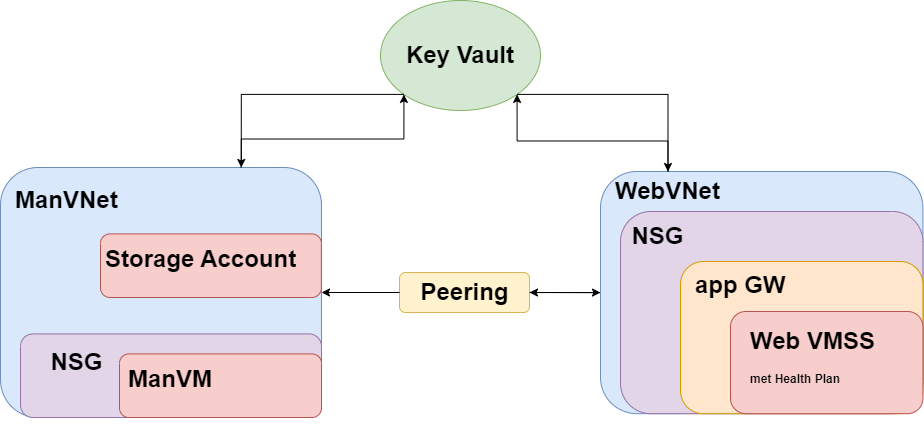 Key Vault
ManVNet
Storage Account
NSG
ManVM
Peering
WebVNet
NSG
app GW
Web VMSS
met Health Plan